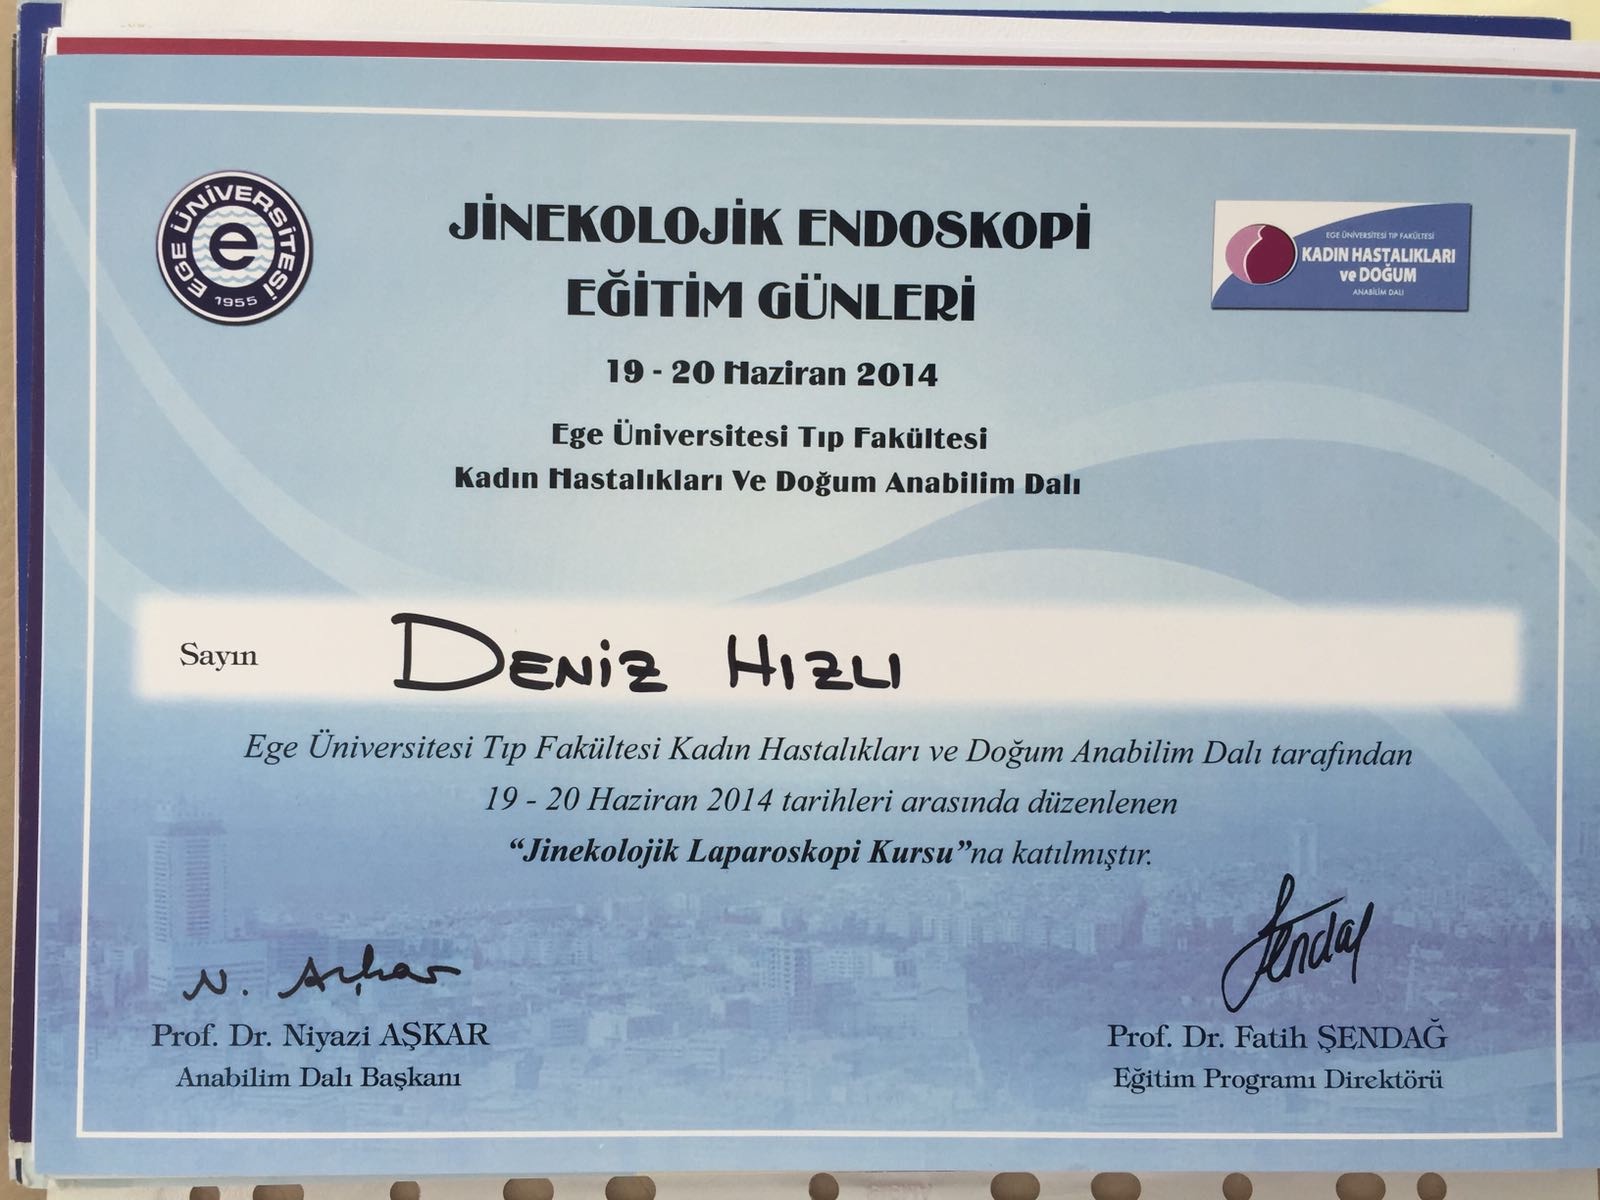 EGE ÜNİVERSİTESİ
e
1955
JİNEKOLOJİK ENDOSKOPİ
EĞİTİM GÜNLERİ
EGE ÜNİVERSİTESİ TIP FAKÜLTESİ
KADIN HASTALIKLARI
ve DOĞUM
ANABİLİM DALI
19 - 20 Haziran 2014
Ege Üniversitesi Tıp Fakültesi
Kadın Hastalıkları Ve Doğum Anabilim Dalı
Sayın DENİZ HIZLI
Ege Üniversitesi Tıp Fakültesi Kadın Hastalıkları ve Doğum Anabilim Dalı tarafından
19 - 20 Haziran 2014 tarihleri arasında düzenlenen
“Jinekolojik Laparoskopi Kursu”na katılmıştır.
N. Aşkar
Prof. Dr. Niyazi AŞKAR
Anabilim Dalı Başkanı
Şendağ
Prof. Dr. Fatih ŞENDAĞ
Eğitim Programı Direktörü